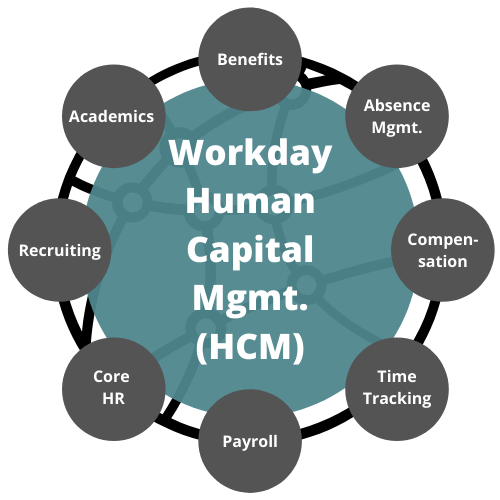 Benefits
Absence
Mgmt.
Compen-
sation
Time
Tracking
Payroll
Core
HR
Recruiting
Academics
Workday
Human
Capital
Mgmt.
(HCM)